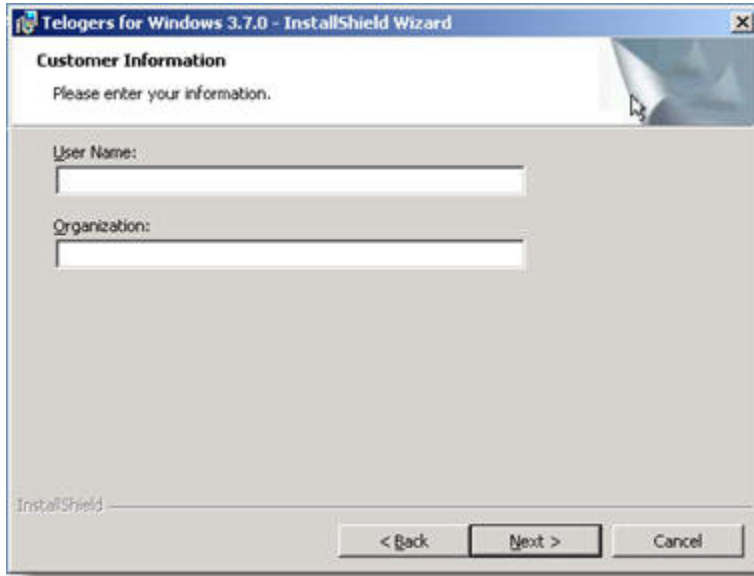 Telogers for Windows 3.7.0 - InstallShield Wizard
Customer Information
Please enter your information.
User Name:
Organization:
InstallShield
< Back Next > Cancel